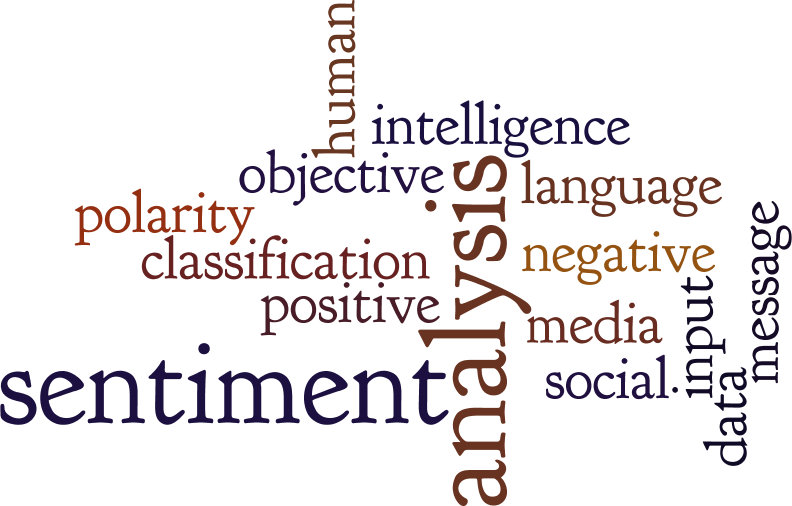 human
intelligence
objective
analysis
language
polarity
message
classification
negative
positive
input
media
sentiment
social
data